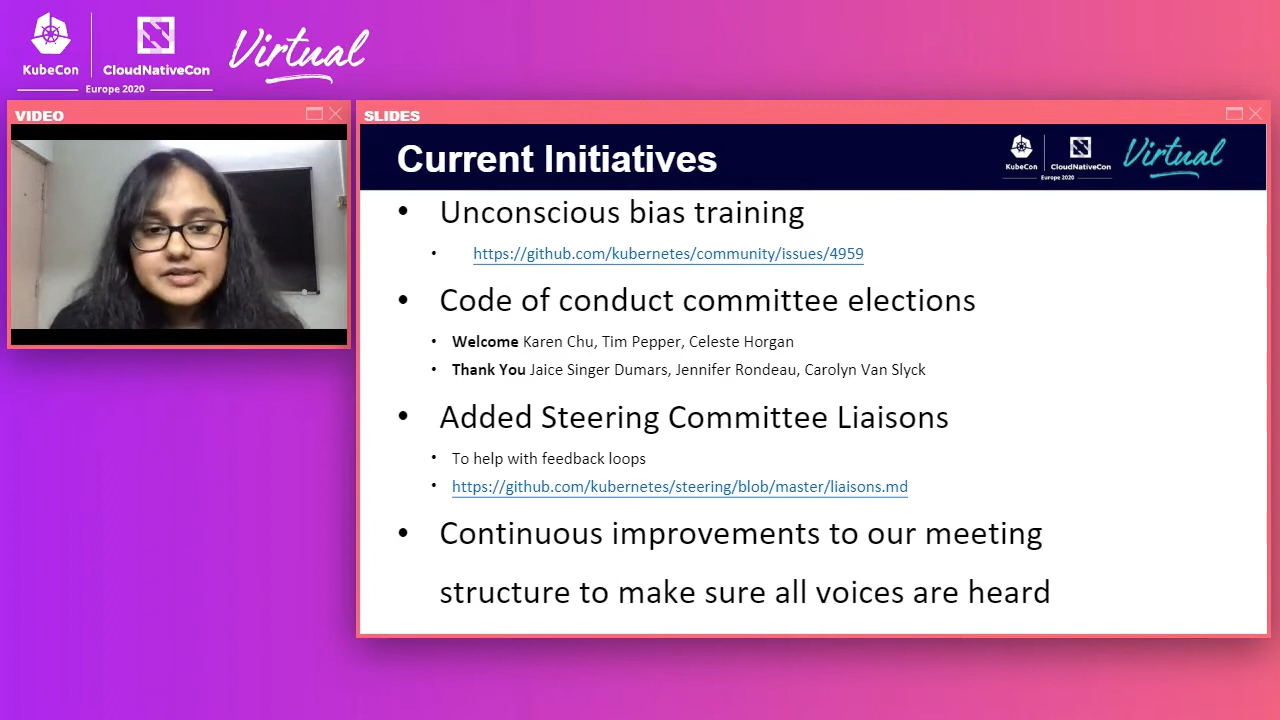 KubeCon
CloudNativeCon
Europe 2020
Virtual
VIDEO
SLIDES
Current Initiatives
KubeCon
CloudNativeCon
Europe 2020
Virtual
• Unconscious bias training
• https://github.com/kubernetes/community/issues/4959
• Code of conduct committee elections
• Welcome Karen Chu, Tim Pepper, Celeste Horgan
• Thank You Jaice Singer Dumars, Jennifer Rondeau, Carolyn Van Slyck
• Added Steering Committee Liaisons
• To help with feedback loops
• https://github.com/kubernetes/steering/blob/master/liaisons.md
• Continuous improvements to our meeting
structure to make sure all voices are heard